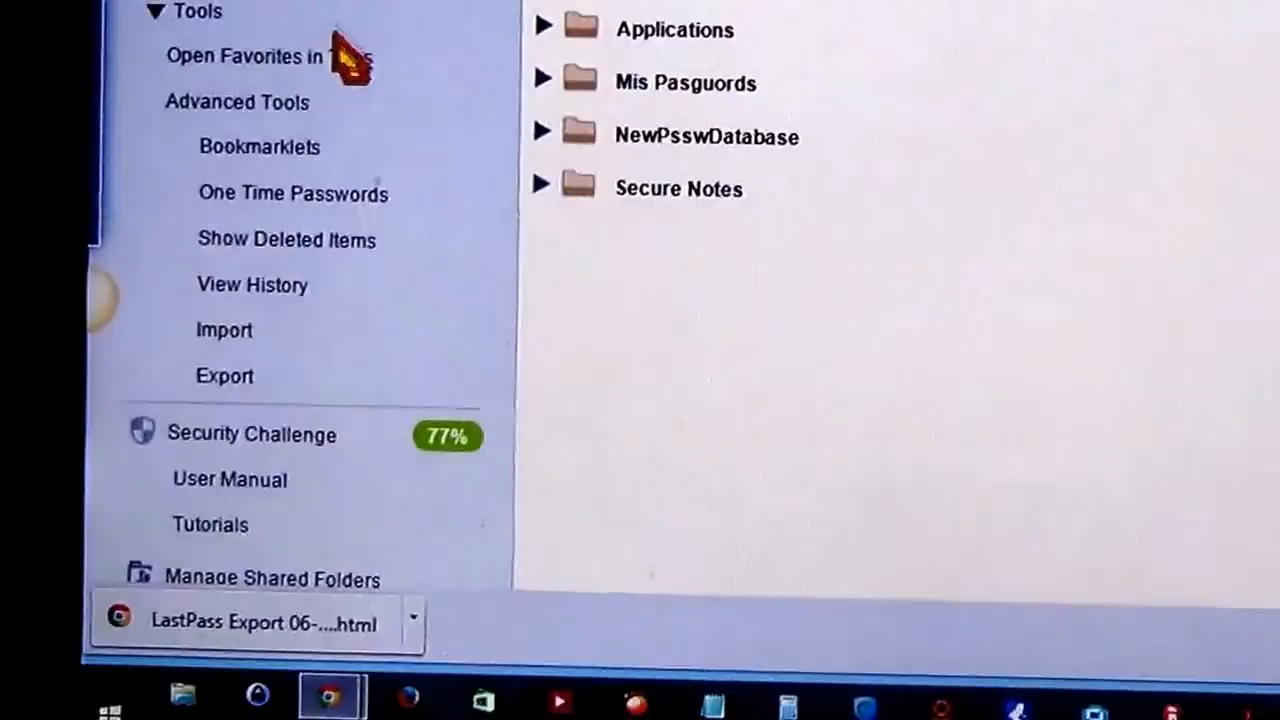 Tools
Open Favorites in
Advanced Tools
Bookmarklets
One Time Passwords
Show Deleted Items
View History
Import
Export
Security Challenge 77%
User Manual
Tutorials
Manage Shared Folders
LastPass Export 06-....html
Applications
Mis Pasguords
NewPsswDatabase
Secure Notes